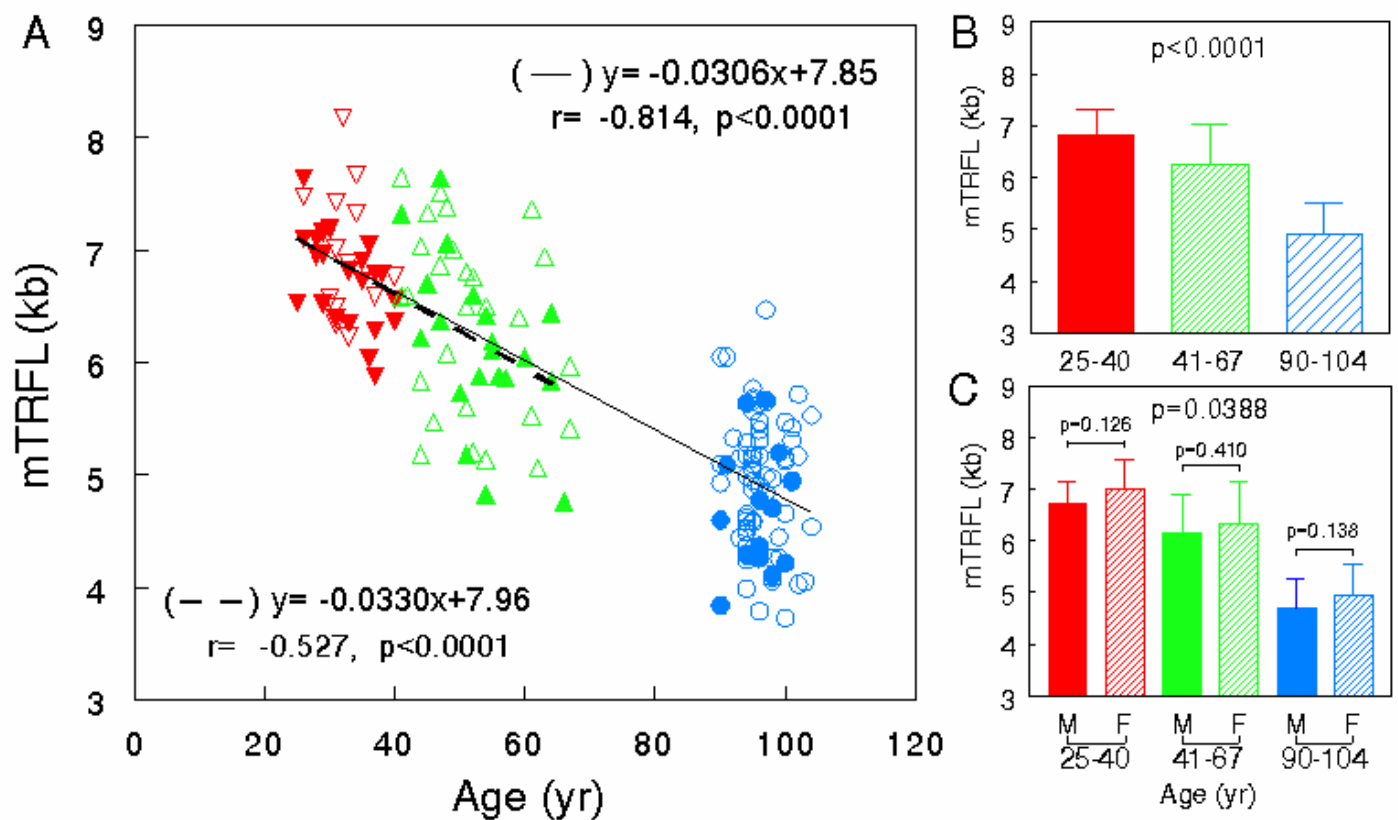 A
(—) y= -0.0306x+7.85
r= -0.814, p<0.0001
(– –) y= -0.0330x+7.96
r= -0.527, p<0.0001
mTRFL (kb)
9
8
7
6
5
4
3
0 20 40 60 80 100 120
Age (yr)
B
p<0.0001
mTRFL (kb)
9
8
7
6
5
4
3
25-40 41-67 90-104
C
p=0.0388
p=0.126
p=0.410
p=0.138
mTRFL (kb)
9
8
7
6
5
4
3
M F M F M F
25-40 41-67 90-104
Age (yr)